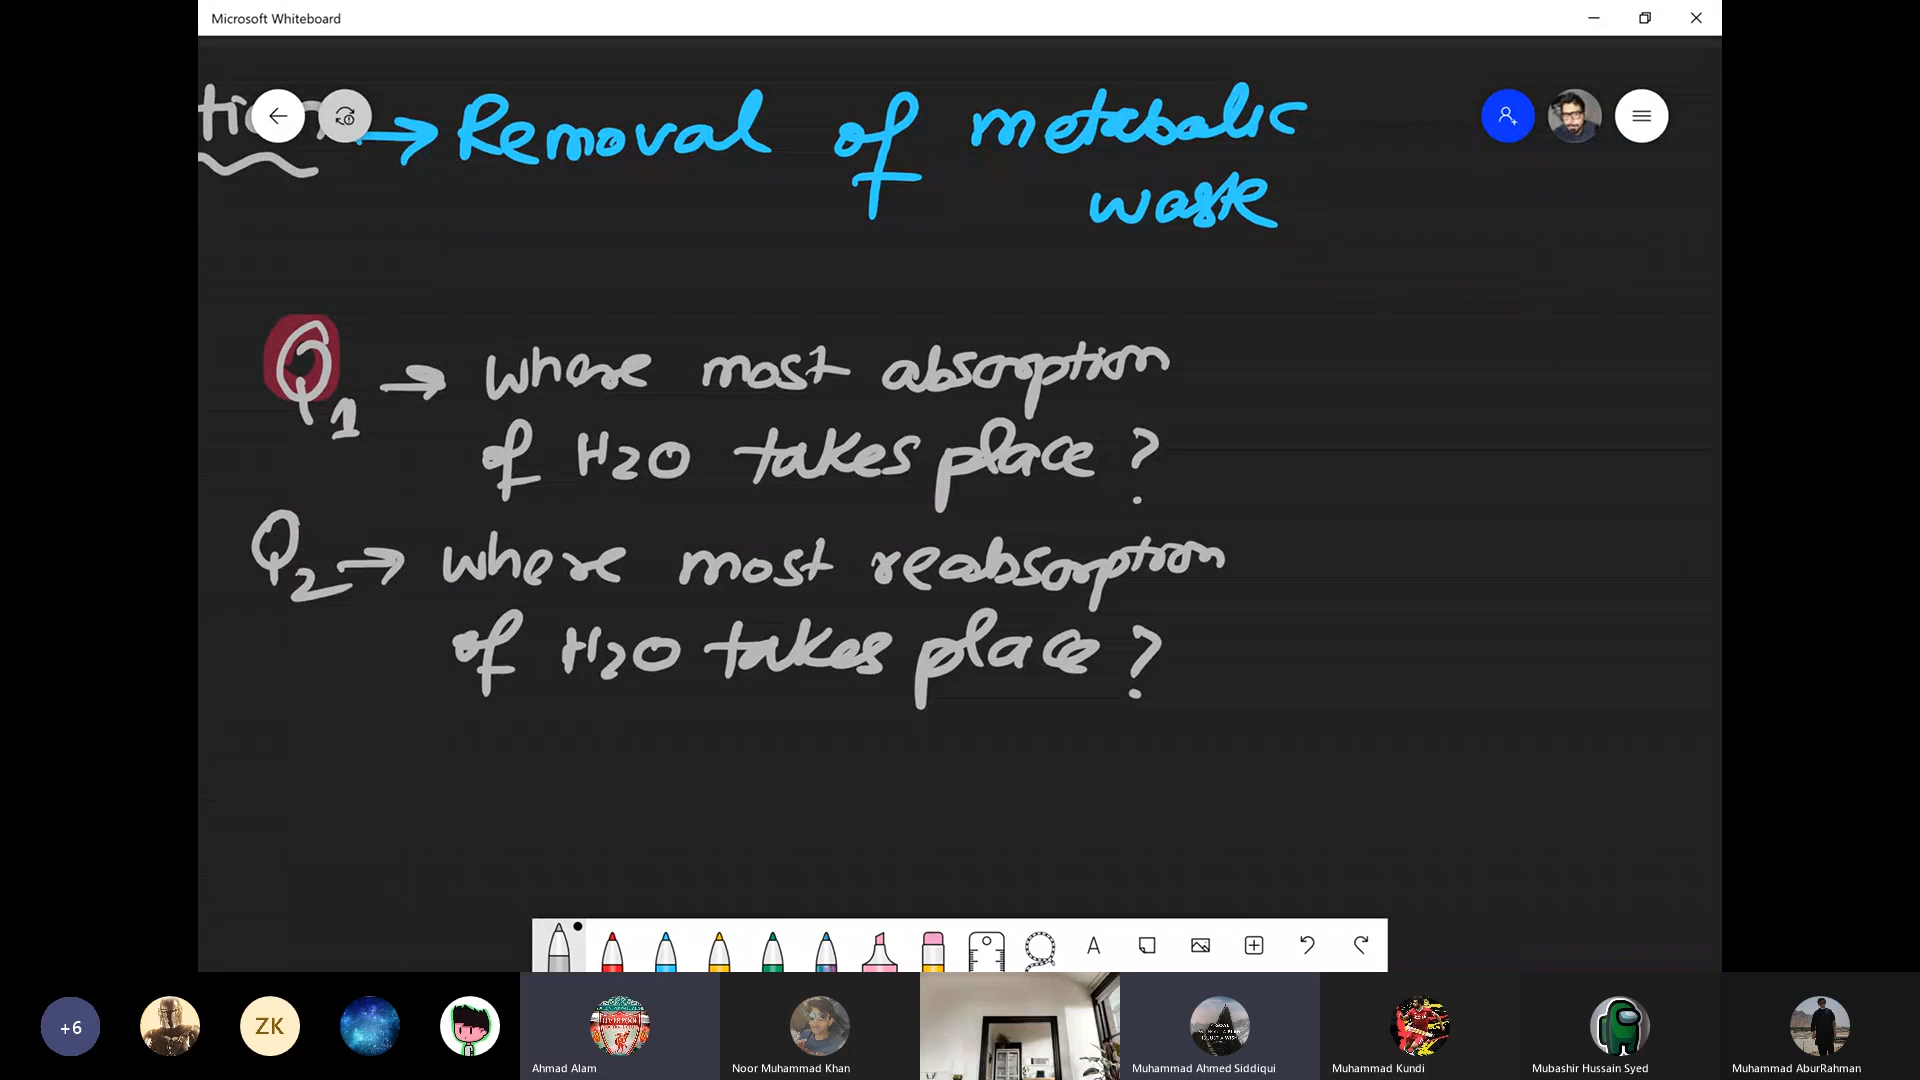 Microsoft Whiteboard
tion → Removal of metabolic
waste
Q1 → where most absorption
of H2O takes place ?
Q2 → where most reabsorption
of H2O takes place ?
A
+6
ZK
Ahmad Alam
Noor Muhammad Khan
Muhammad Ahmed Siddiqui
Muhammad Kundi
Mubashir Hussain Syed
Muhammad AburRahman